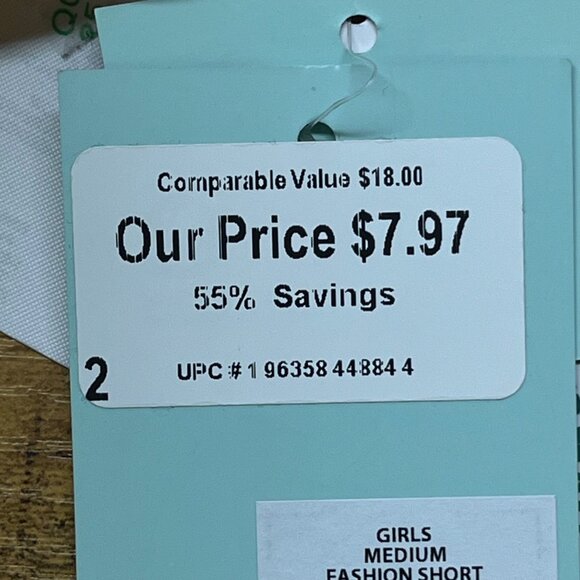 Comparable Value $18.00
Our Price $7.97
55% Savings
2
UPC # 1 96358 44884 4
GIRLS
MEDIUM
FASHION SHORT